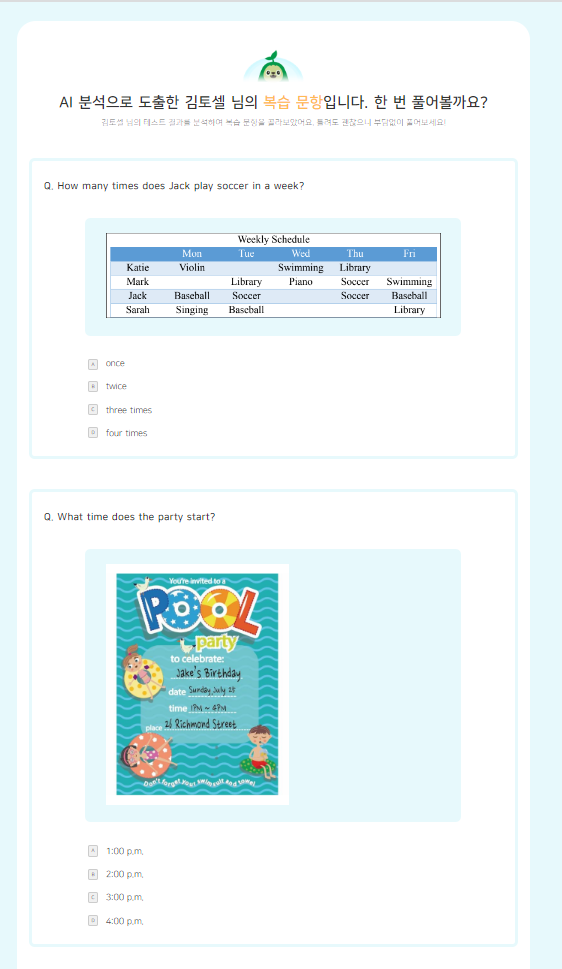 AI 분석으로 도출한 김토셀 님의 복습 문항입니다. 한 번 풀어볼까요?
김토셀 님의 테스트 결과를 분석하여 복습 문항을 골라보았어요. 틀려도 괜찮으니 부담없이 풀어보세요!
Q. How many times does Jack play soccer in a week?
Weekly Schedule
Mon Tue Wed Thu Fri
Katie Violin Swimming Library
Mark Library Piano Soccer Swimming
Jack Baseball Soccer Soccer Baseball
Sarah Singing Baseball Library
A once
B twice
C three times
D four times
Q. What time does the party start?
You're invited to a
POOL
party
to celebrate:
Jake's Birthday
date Sunday July 25
time 1PM ~ 6PM
place 26 Richmond Street
Don't forget your swimsuit and towel
A 1:00 p.m.
B 2:00 p.m.
C 3:00 p.m.
D 4:00 p.m.